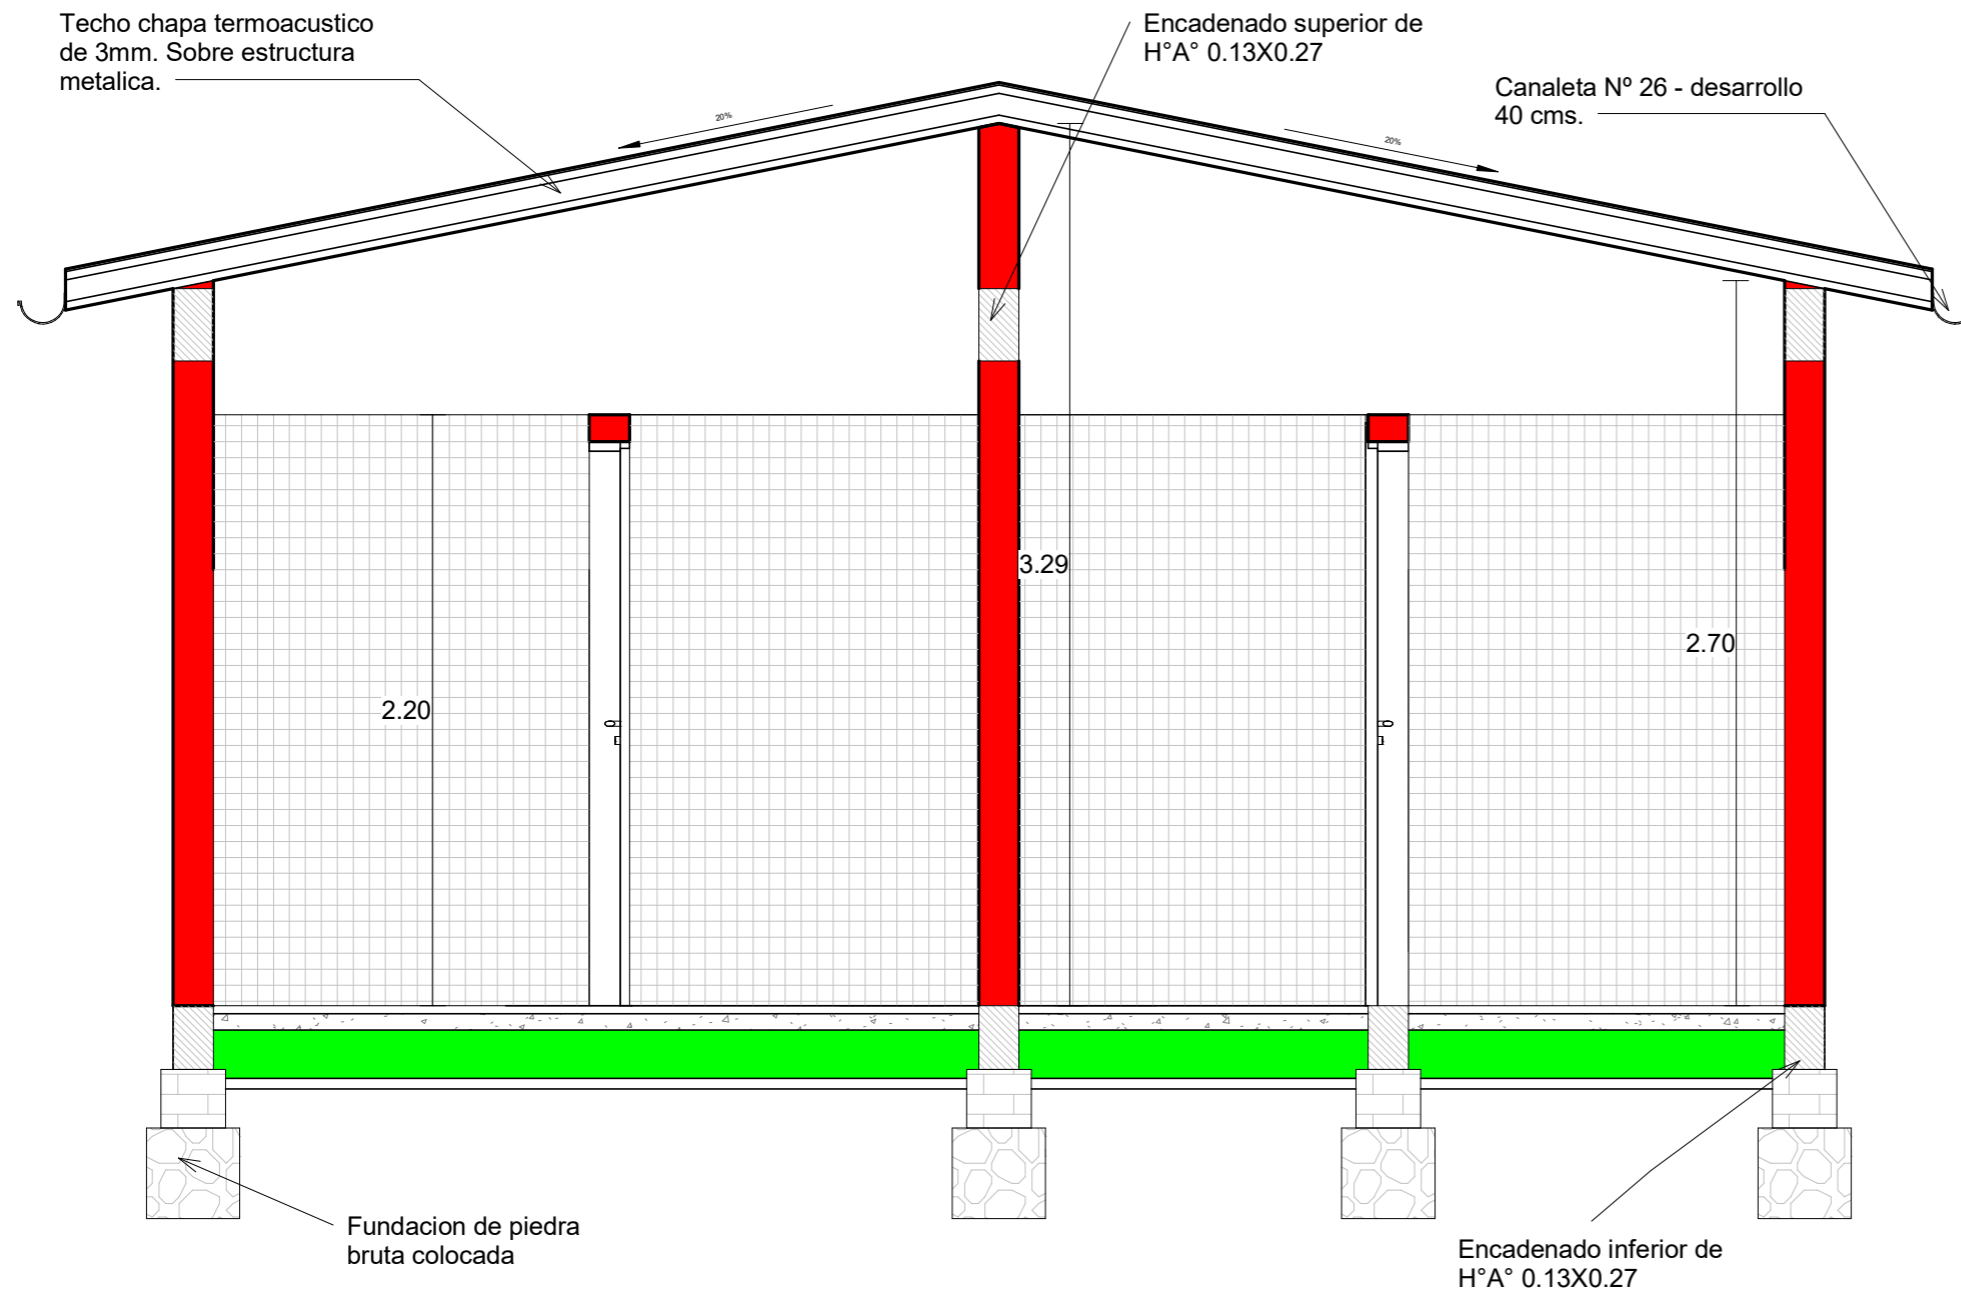 Techo chapa termoacustico
de 3mm. Sobre estructura
metalica.
Encadenado superior de
H°A° 0.13X0.27
Canaleta Nº 26 - desarrollo
40 cms.
20%
20%
3.29
2.70
2.20
Fundacion de piedra
bruta colocada
Encadenado inferior de
H°A° 0.13X0.27